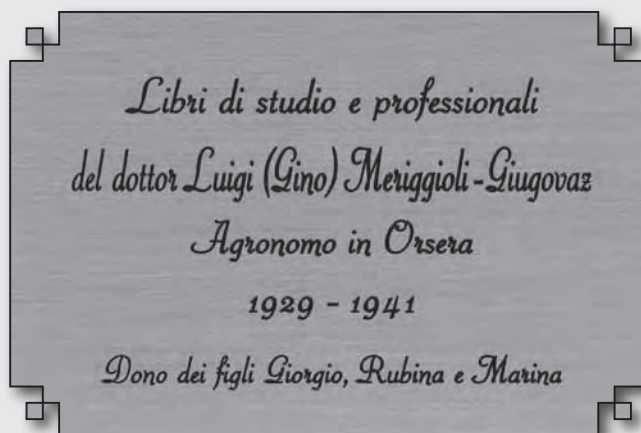 Libri di studio e professionali
del dottor Luigi (Gino) Meriggioli-Giugovaz
Agronomo in Orsera
1929 - 1941
Dono dei figli Giorgio, Rubina e Marina